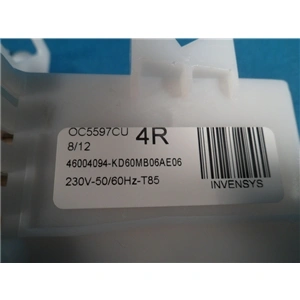 OC5597CU 4R
8/12
46004094-KD60MB06AE06
230V-50/60Hz-T85
INVENSYS